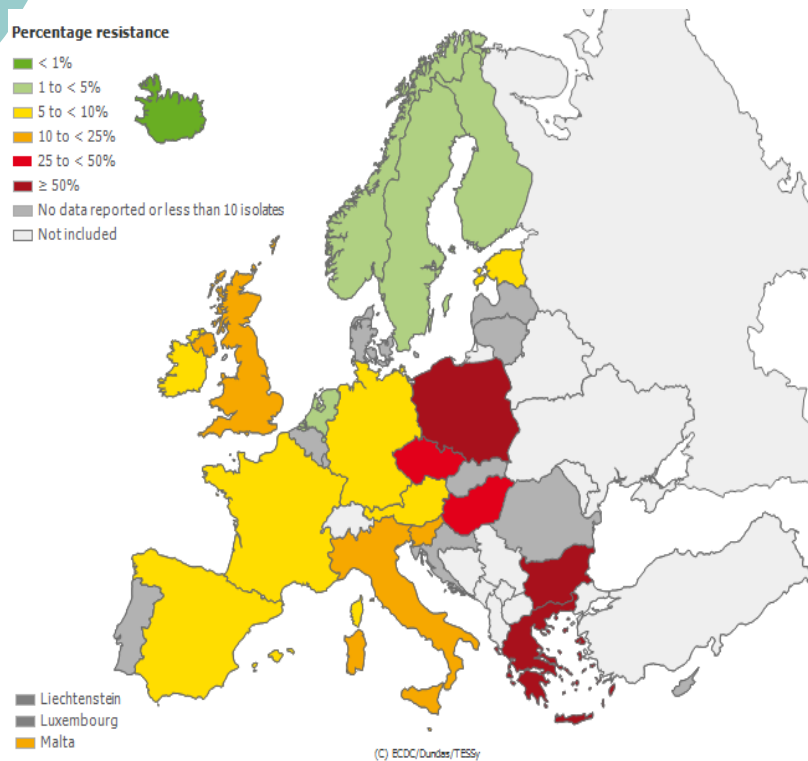 Percentage resistance
< 1%
1 to < 5%
5 to < 10%
10 to < 25%
25 to < 50%
≥ 50%
No data reported or less than 10 isolates
Not included
Liechtenstein
Luxembourg
Malta
(C) ECDC/Dundas/TESSy